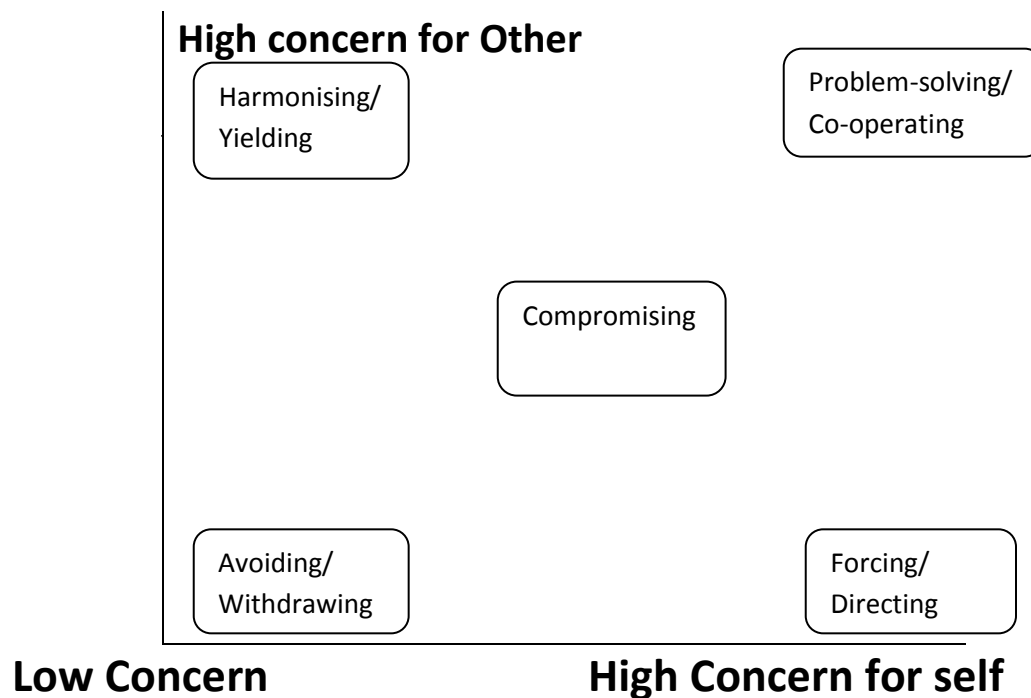 High concern for Other
Harmonising/
Yielding
Problem-solving/
Co-operating
Compromising
Avoiding/
Withdrawing
Forcing/
Directing
Low Concern
High Concern for self